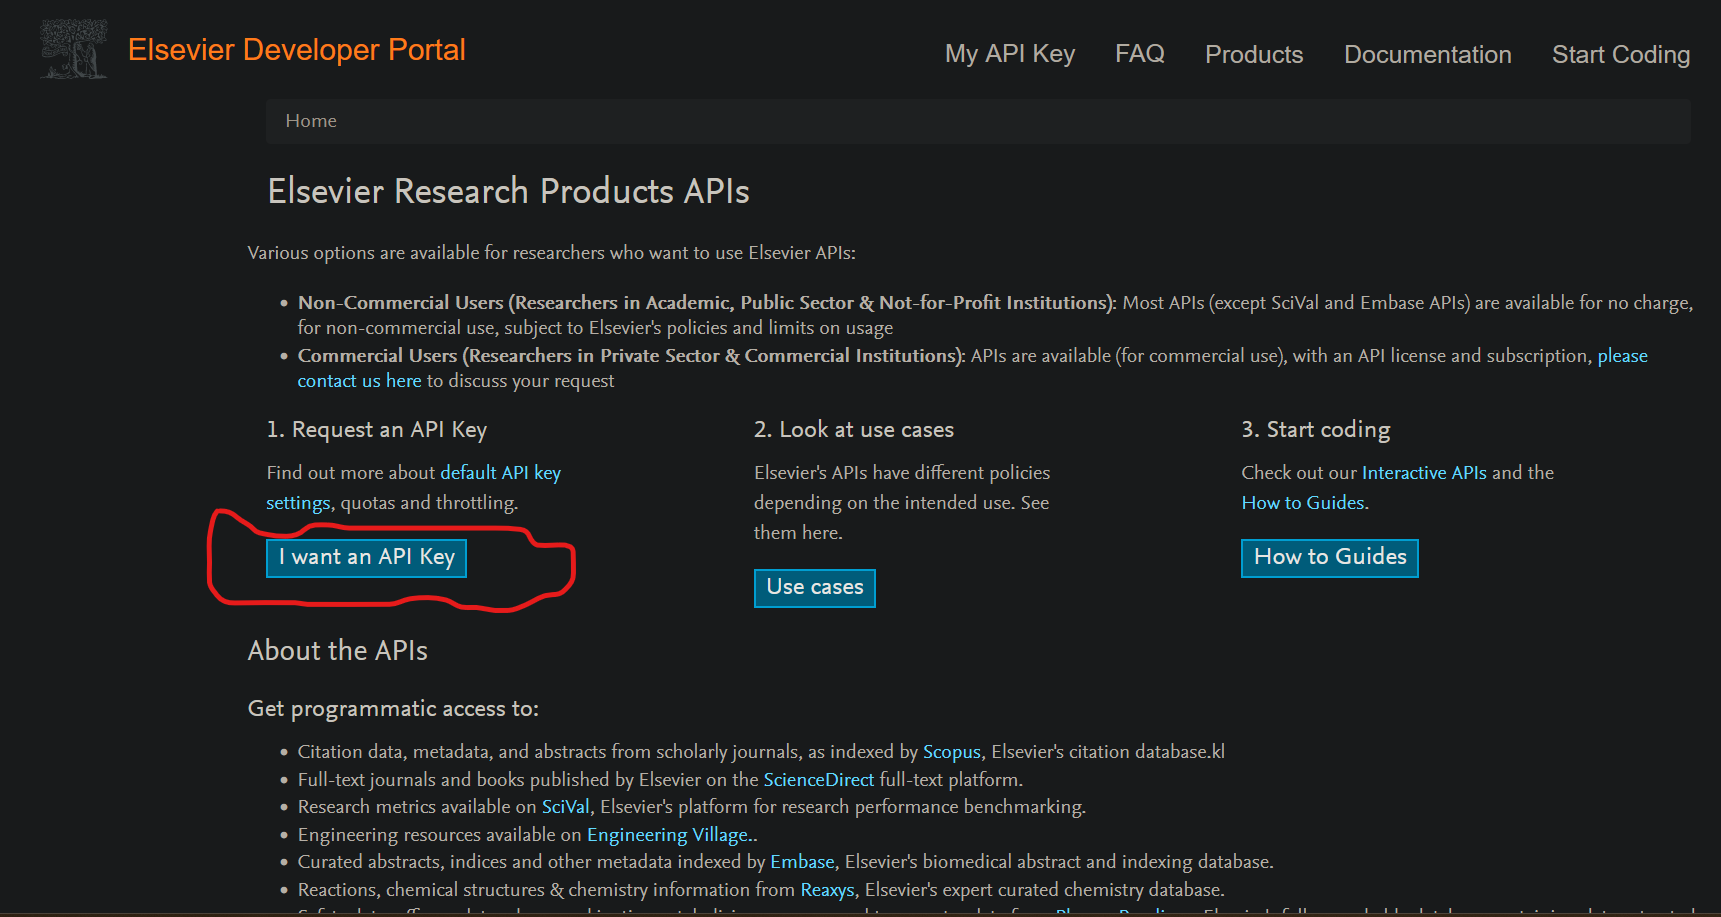 Elsevier Developer Portal
My API Key FAQ Products Documentation Start Coding
Home
Elsevier Research Products APIs
Various options are available for researchers who want to use Elsevier APIs:
• Non-Commercial Users (Researchers in Academic, Public Sector & Not-for-Profit Institutions): Most APIs (except SciVal and Embase APIs) are available for no charge,
for non-commercial use, subject to Elsevier's policies and limits on usage
• Commercial Users (Researchers in Private Sector & Commercial Institutions): APIs are available (for commercial use), with an API license and subscription, please
contact us here to discuss your request
1. Request an API Key
Find out more about default API key
settings, quotas and throttling.
I want an API Key
2. Look at use cases
Elsevier's APIs have different policies
depending on the intended use. See
them here.
Use cases
3. Start coding
Check out our Interactive APIs and the
How to Guides.
How to Guides
About the APIs
Get programmatic access to:
• Citation data, metadata, and abstracts from scholarly journals, as indexed by Scopus, Elsevier's citation database.kl
• Full-text journals and books published by Elsevier on the ScienceDirect full-text platform.
• Research metrics available on SciVal, Elsevier's platform for research performance benchmarking.
• Engineering resources available on Engineering Village..
• Curated abstracts, indices and other metadata indexed by Embase, Elsevier's biomedical abstract and indexing database.
• Reactions, chemical structures & chemistry information from Reaxys, Elsevier's expert curated chemistry database.